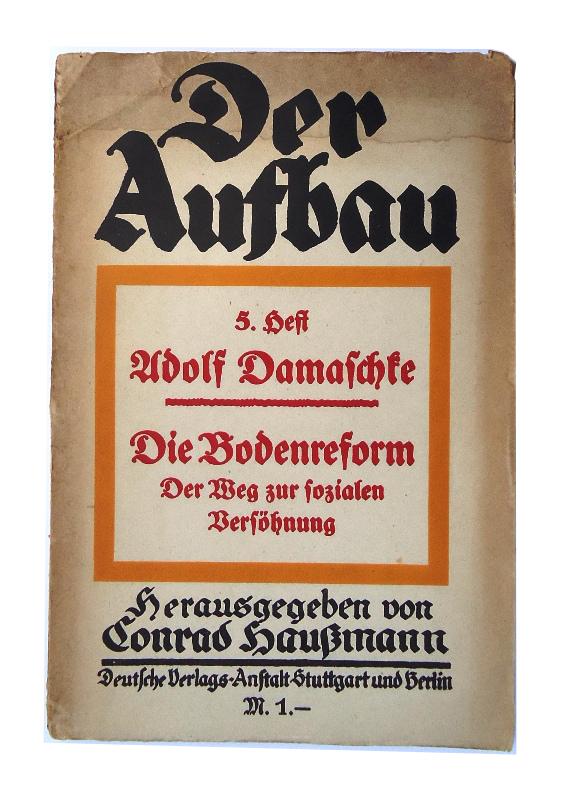 Der
Aufbau
5. Heft
Adolf Damaſchke
Die Bodenreform
Der Weg zur ſozialen
Verſöhnung
Herausgegeben von
Conrad Haußmann
Deutſche Verlags-Anſtalt-Stuttgart und Berlin
M. 1.—